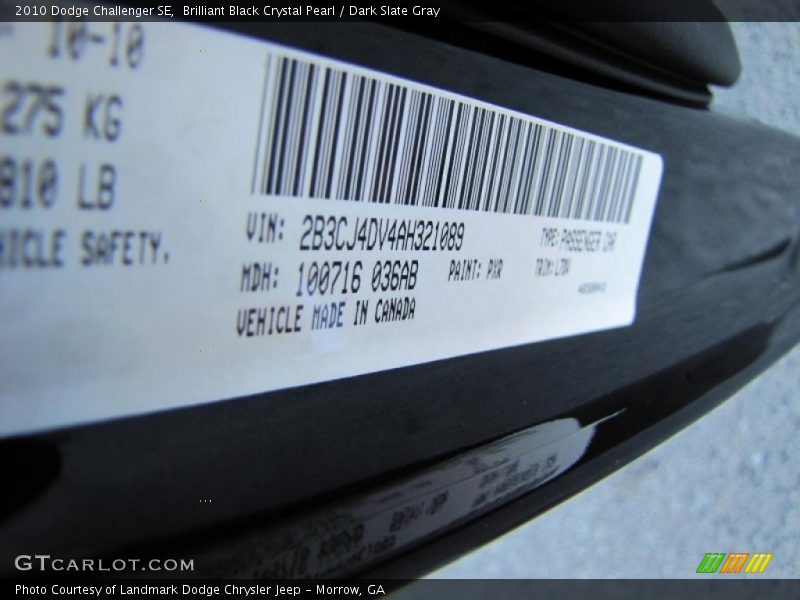 2010 Dodge Challenger SE, Brilliant Black Crystal Pearl / Dark Slate Gray
10-10
275 KG
810 LB
SAFETY.
VIN: 2B3CJ4DV4AH321089
TYPE: PASSENGER CAR
MDH: 100716 036AB
PAINT: PXR
TRIM:
VEHICLE MADE IN CANADA
GTCARLOT.COM
Photo Courtesy of Landmark Dodge Chrysler Jeep - Morrow, GA